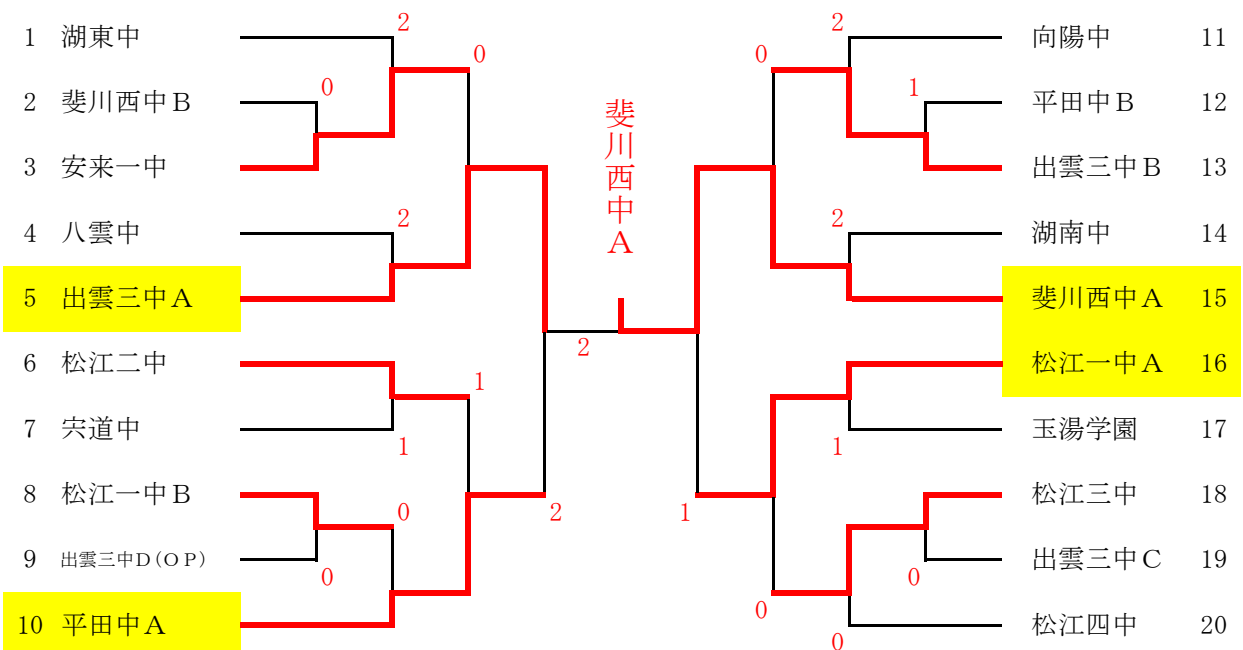 1 湖東中
2 斐川西中B
3 安来一中
4 八雲中
5 出雲三中A
6 松江二中
7 宍道中
8 松江一中B
9 出雲三中D(OP)
10 平田中A
2
0
0
2
1
1
0
0
2
2
斐川西中A
2
0
1
2
1
1
0
0
0
向陽中 11
平田中B 12
出雲三中B 13
湖南中 14
斐川西中A 15
松江一中A 16
玉湯学園 17
松江三中 18
出雲三中C 19
松江四中 20